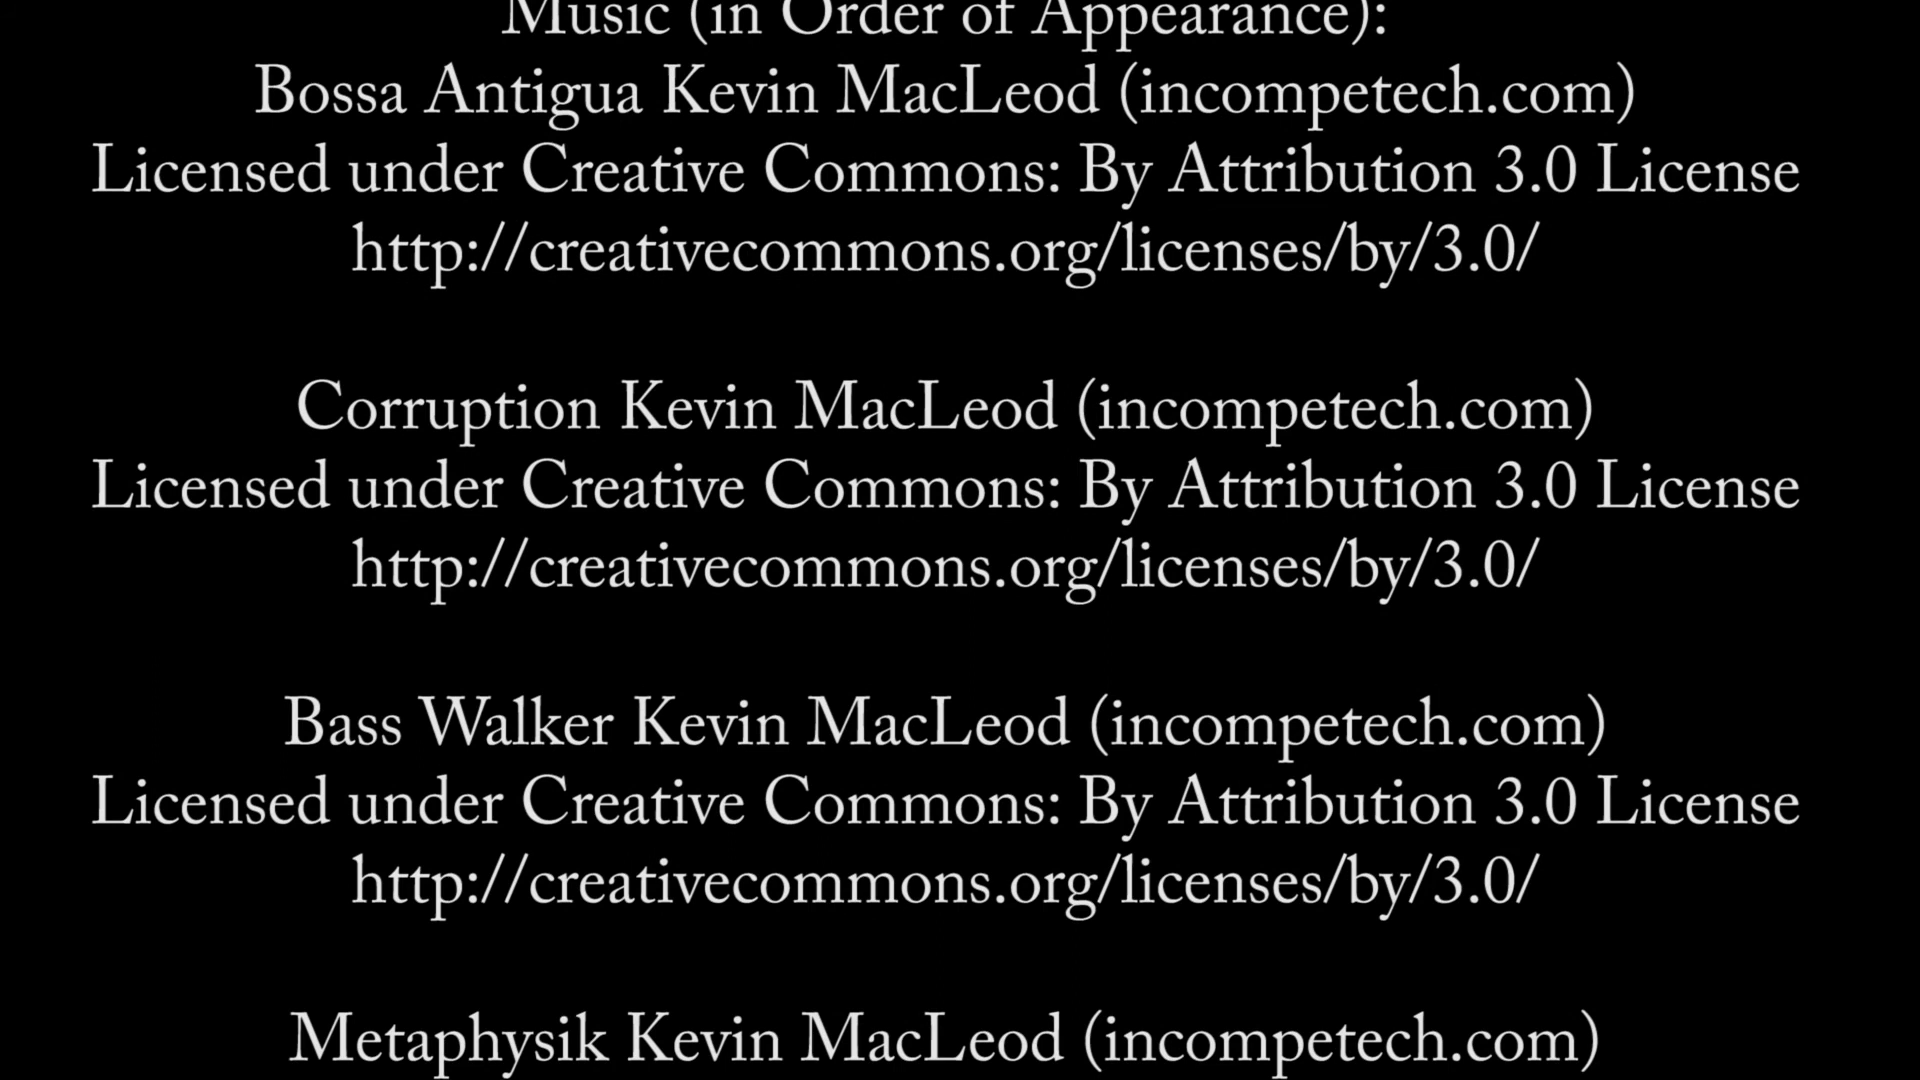 Music (in Order of Appearance):
Bossa Antigua Kevin MacLeod (incompetech.com)
Licensed under Creative Commons: By Attribution 3.0 License
http://creativecommons.org/licenses/by/3.0/
Corruption Kevin MacLeod (incompetech.com)
Licensed under Creative Commons: By Attribution 3.0 License
http://creativecommons.org/licenses/by/3.0/
Bass Walker Kevin MacLeod (incompetech.com)
Licensed under Creative Commons: By Attribution 3.0 License
http://creativecommons.org/licenses/by/3.0/
Metaphysik Kevin MacLeod (incompetech.com)